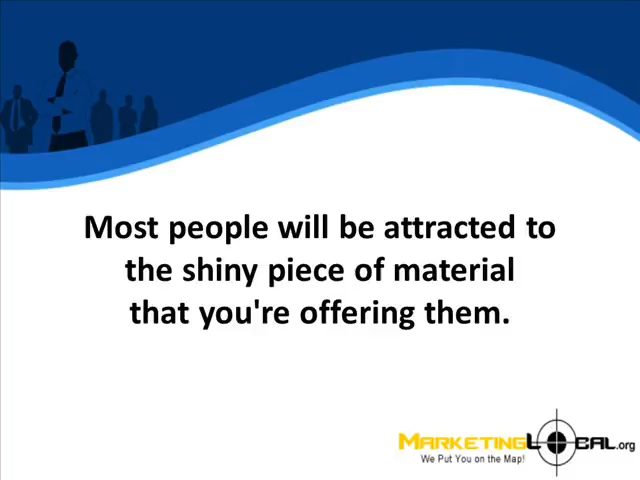 Most people will be attracted to
the shiny piece of material
that you're offering them.
MARKETINGLOCAL.org
We Put You on the Map!